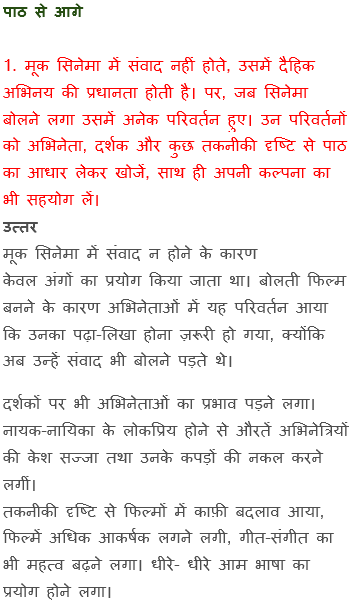 पाठ से आगे
1. मूक सिनेमा में संवाद नहीं होते, उसमें दैहिक
अभिनय की प्रधानता होती है। पर, जब सिनेमा
बोलने लगा उसमें अनेक परिवर्तन हुए। उन परिवर्तनों
को अभिनेता, दर्शक और कुछ तकनीकी दृष्टि से पाठ
का आधार लेकर खोजें, साथ ही अपनी कल्पना का
भी सहयोग लें।
उत्तर
मूक सिनेमा में संवाद न होने के कारण
केवल अंगों का प्रयोग किया जाता था। बोलती फिल्म
बनने के कारण अभिनेताओं में यह परिवर्तन आया
कि उनका पढ़ा-लिखा होना ज़रूरी हो गया, क्योंकि
अब उन्हें संवाद भी बोलने पड़ते थे।
दर्शकों पर भी अभिनेताओं का प्रभाव पड़ने लगा।
नायक-नायिका के लोकप्रिय होने से औरतें अभिनेत्रियों
की केश सज्जा तथा उनके कपड़ों की नकल करने
लगीं।
तकनीकी दृष्टि से फिल्मों में काफ़ी बदलाव आया,
फिल्में अधिक आकर्षक लगने लगी, गीत-संगीत का
भी महत्व बढ़ने लगा। धीरे- धीरे आम भाषा का
प्रयोग होने लगा।